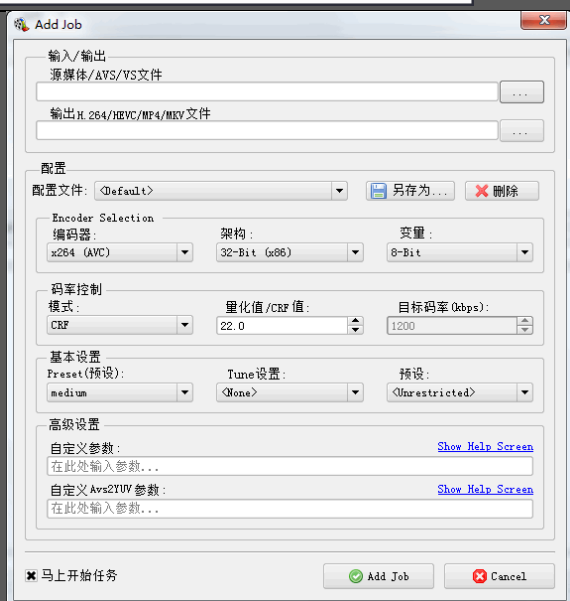 Add Job
输入/输出
源媒体/AVS/VS文件
...
输出H.264/HEVC/MP4/MKV文件
...
配置
配置文件: <Default> 另存为... 删除
Encoder Selection
编码器: 架构: 变量:
x264 (AVC) 32-Bit (x86) 8-Bit
码率控制
模式: 量化值/CRF值: 目标码率(kbps):
CRF 22.0 1200
基本设置
Preset(预设): Tune设置: 预设:
medium <None> <Unrestricted>
高级设置
自定义参数: Show Help Screen
在此处输入参数...
自定义Avs2YUV参数: Show Help Screen
在此处输入参数...
马上开始任务 Add Job Cancel